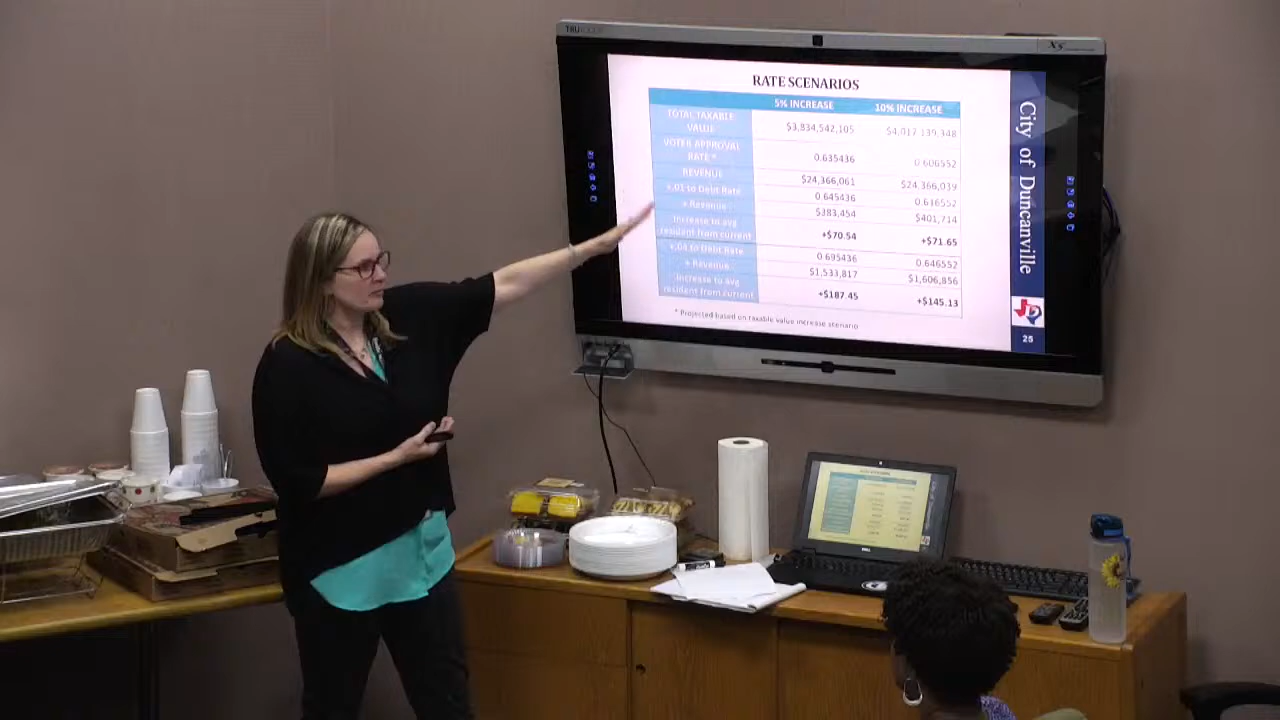 RATE SCENARIOS
5% INCREASE 10% INCREASE
TOTAL TAXABLE VALUE $3,834,542,105 $4,017,139,348
VOTER APPROVAL RATE * 0.635436 0.606552
REVENUE $24,366,061 $24,366,039
+.01 to Debt Rate 0.645436 0.616552
+ Revenue $383,454 $401,714
Increase to avg resident from current +$70.54 +$71.65
+.04 to Debt Rate 0.695436 0.646552
+ Revenue $1,533,817 $1,606,856
Increase to avg resident from current +$187.45 +$145.13
* Projected based on taxable value increase scenario
City of Duncanville
25
DELL